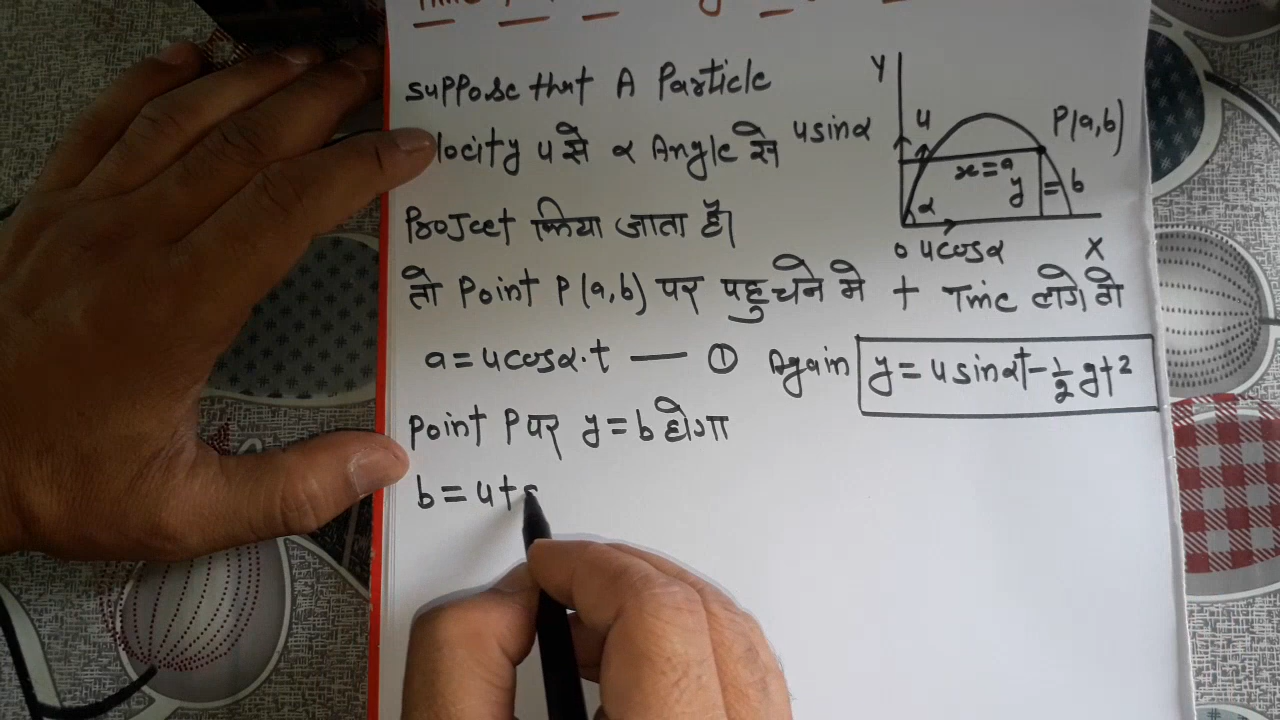 suppose that A Particle
locity u से α Angle से
Project किया जाता है।
तो Point P(a,b) पर पहुचने मे t Time लगे तो
a = u cosα.t — ① Again y = u sinαt - 1/2 gt²
Point P पर y = b होगा
b = ut
Y
u
P(a,b)
u sinα
x = a
y = b
α
o u cosα X